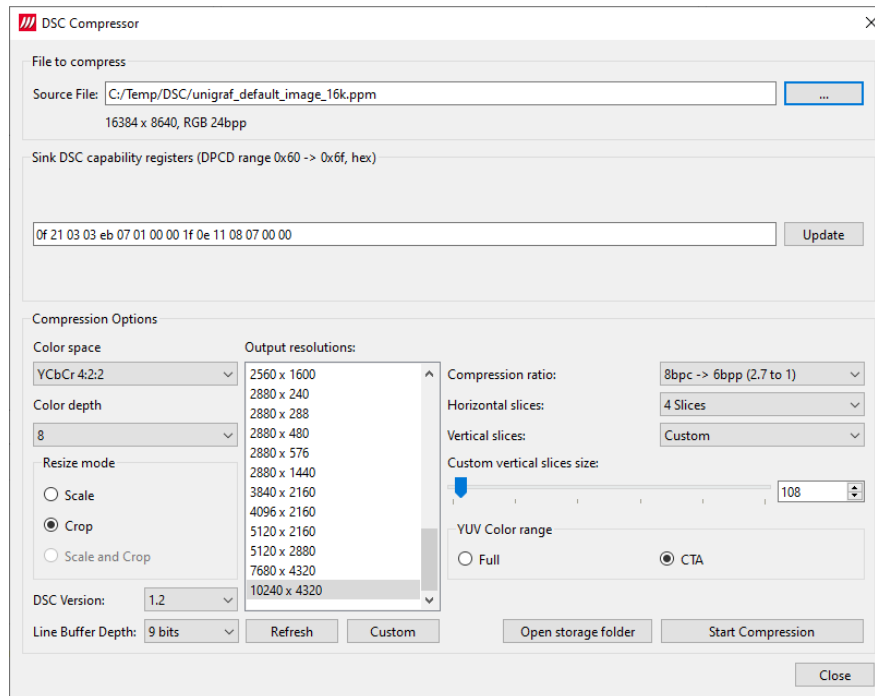 DSC Compressor
File to compress
Source File: C:/Temp/DSC/unigraf_default_image_16k.ppm ...
16384 x 8640, RGB 24bpp
Sink DSC capability registers (DPCD range 0x60 -> 0x6f, hex)
0f 21 03 03 eb 07 01 00 00 1f 0e 11 08 07 00 00 Update
Compression Options
Color space
YCbCr 4:2:2
Color depth
8
Resize mode
Scale
Crop
Scale and Crop
DSC Version: 1.2
Line Buffer Depth: 9 bits
Output resolutions:
2560 x 1600
2880 x 240
2880 x 288
2880 x 480
2880 x 576
2880 x 1440
3840 x 2160
4096 x 2160
5120 x 2160
5120 x 2880
7680 x 4320
10240 x 4320
Refresh Custom
Compression ratio: 8bpc -> 6bpp (2.7 to 1)
Horizontal slices: 4 Slices
Vertical slices: Custom
Custom vertical slices size:
108
YUV Color range
Full CTA
Open storage folder Start Compression
Close